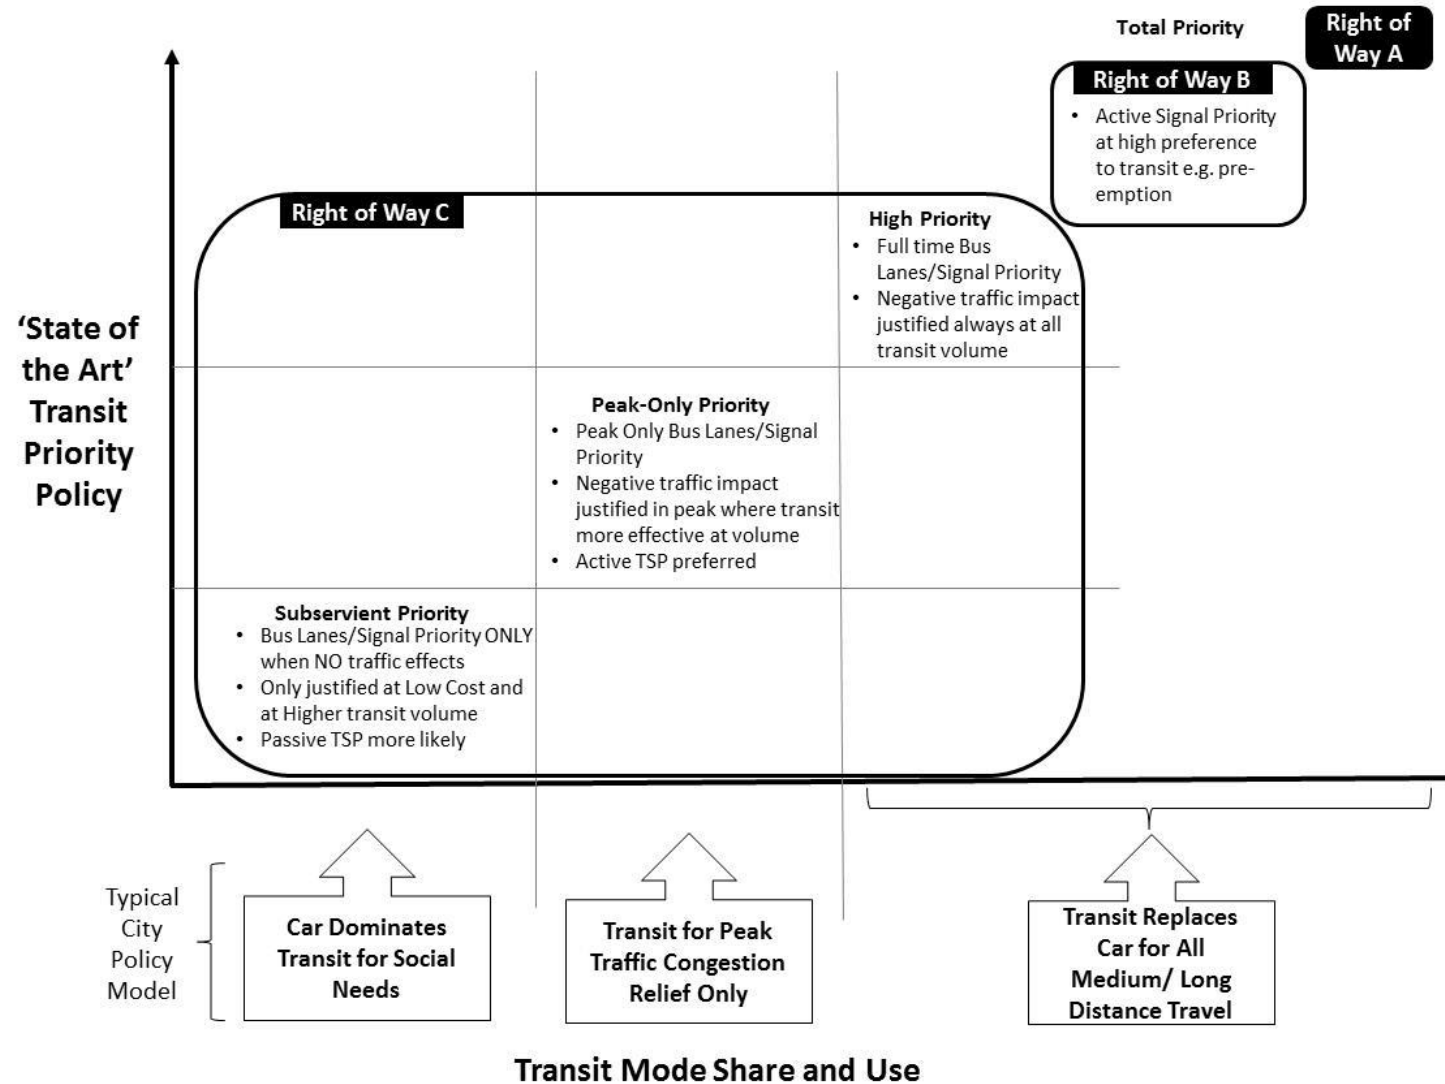 Total Priority
Right of
Way A
Right of Way B
• Active Signal Priority
at high preference
to transit e.g. pre-
emption
Right of Way C
High Priority
• Full time Bus
Lanes/Signal Priority
• Negative traffic impact
justified always at all
transit volume
‘State of
the Art’
Transit
Priority
Policy
Peak-Only Priority
• Peak Only Bus Lanes/Signal
Priority
• Negative traffic impact
justified in peak where transit
more effective at volume
• Active TSP preferred
Subservient Priority
• Bus Lanes/Signal Priority ONLY
when NO traffic effects
• Only justified at Low Cost and
at Higher transit volume
• Passive TSP more likely
Typical
City
Policy
Model
Car Dominates
Transit for Social
Needs
Transit for Peak
Traffic Congestion
Relief Only
Transit Replaces
Car for All
Medium/ Long
Distance Travel
Transit Mode Share and Use